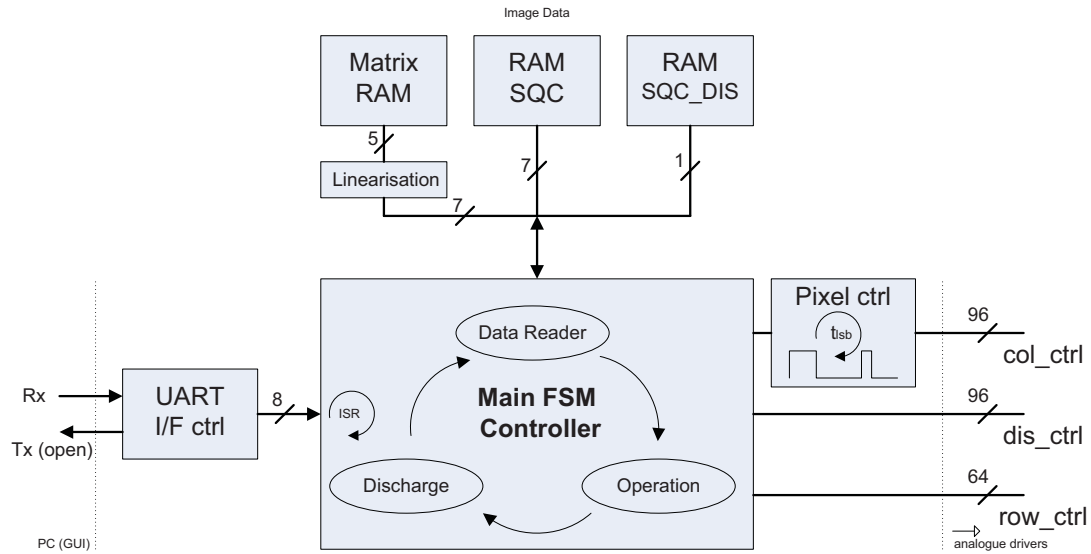 Image Data
Matrix
RAM
RAM
SQC
RAM
SQC_DIS
5
7
1
Linearisation
7
Pixel ctrl
tlsb
96
col_ctrl
Data Reader
Main FSM
Controller
Rx
UART
I/F ctrl
8
ISR
Tx (open)
96
dis_ctrl
Discharge
Operation
64
row_ctrl
PC (GUI)
analogue drivers